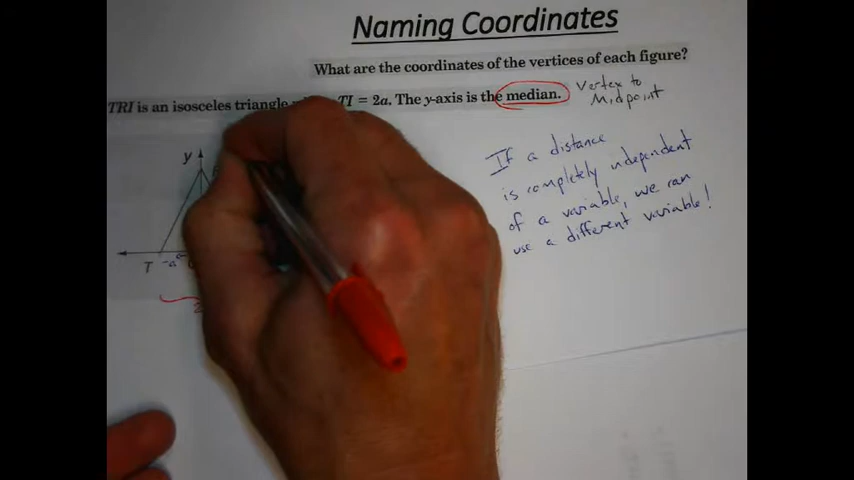 Naming Coordinates
What are the coordinates of the vertices of each figure?
TRI is an isosceles triangle TI = 2a. The y-axis is the median.
Vertex to
Midpoint
If a distance
is completely independent
of a variable, we can
use a different variable!
y
T -a
2